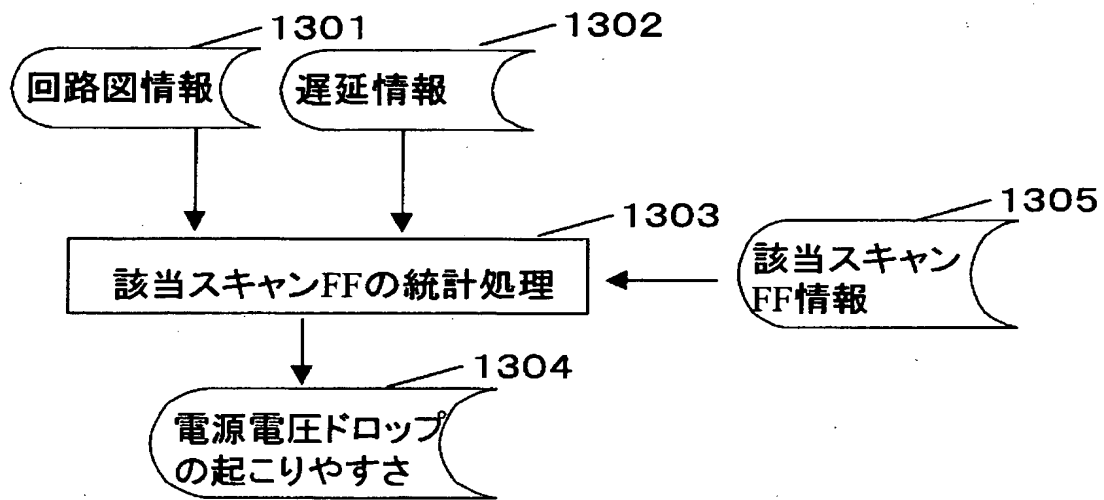 1301
1302
回路図情報
遅延情報
1303
1305
該当スキャンFFの統計処理
該当スキャン
FF情報
1304
電源電圧ドロップ
の起こりやすさ